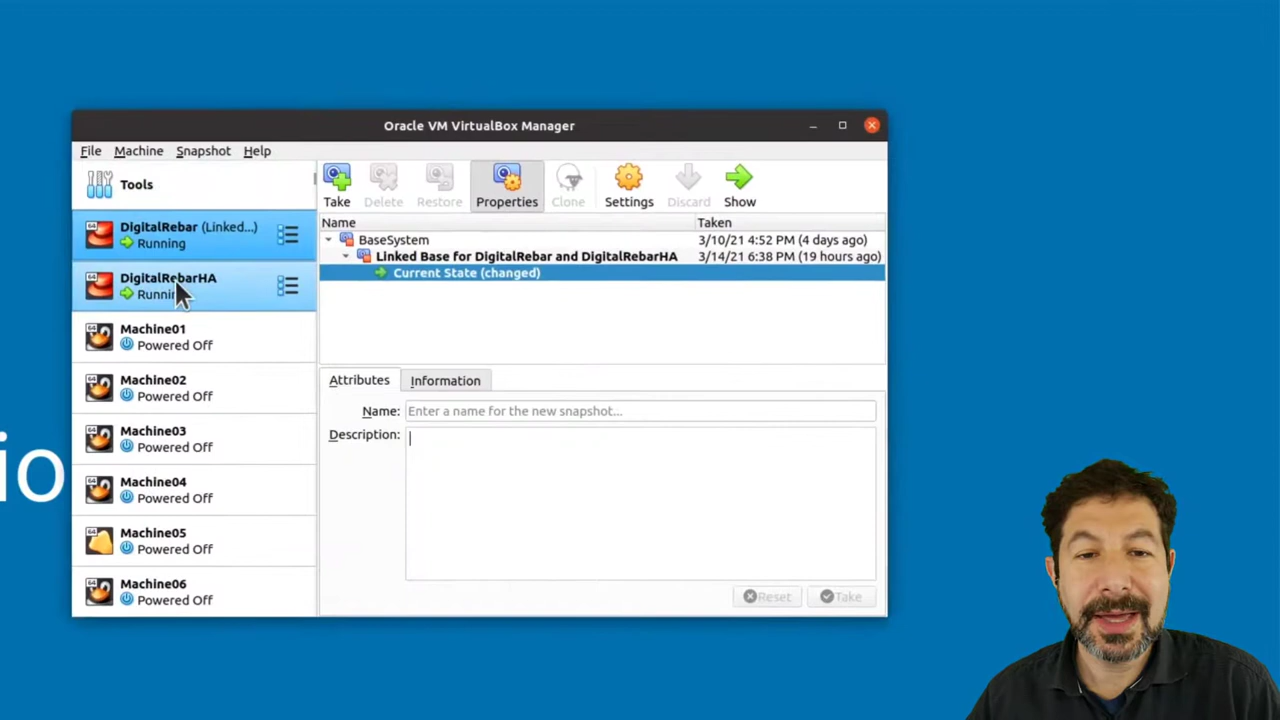 Oracle VM VirtualBox Manager
File Machine Snapshot Help
Tools
Take Delete Restore Properties Clone Settings Discard Show
DigitalRebar (Linked...)
Running
DigitalRebarHA
Running
Machine01
Powered Off
Machine02
Powered Off
Machine03
Powered Off
Machine04
Powered Off
Machine05
Powered Off
Machine06
Powered Off
Name Taken
BaseSystem 3/10/21 4:52 PM (4 days ago)
Linked Base for DigitalRebar and DigitalRebarHA 3/14/21 6:38 PM (19 hours ago)
Current State (changed)
Attributes Information
Name: Enter a name for the new snapshot...
Description:
Reset Take
io